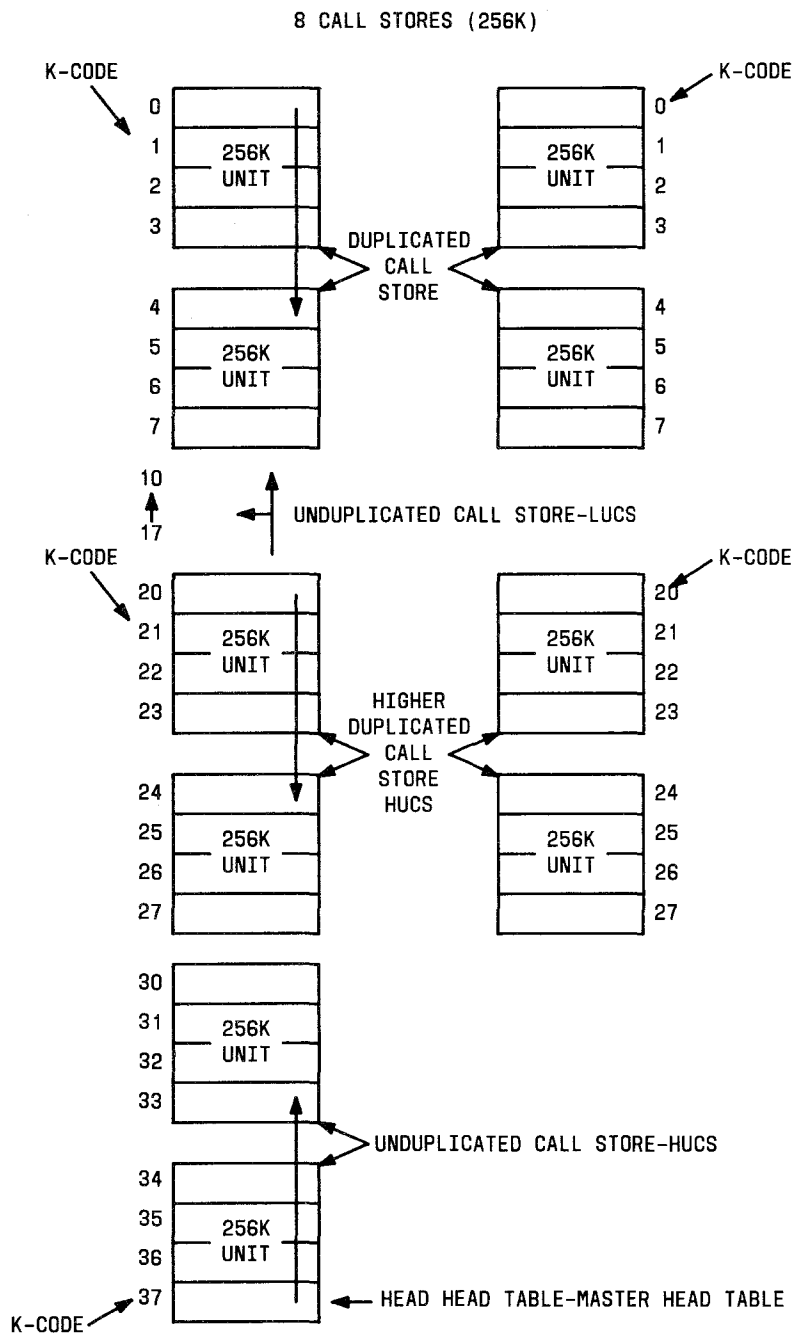 8 CALL STORES (256K)
K-CODE
K-CODE
0
0
1
256K
UNIT
256K
UNIT
1
2
2
3
3
DUPLICATED
CALL
STORE
4
4
5
256K
UNIT
256K
UNIT
5
6
6
7
7
10
17
UNDUPLICATED CALL STORE-LUCS
K-CODE
K-CODE
20
20
21
256K
UNIT
256K
UNIT
21
22
22
23
23
HIGHER
DUPLICATED
CALL
STORE
HUCS
24
24
25
256K
UNIT
256K
UNIT
25
26
26
27
27
30
31
256K
UNIT
32
33
UNDUPLICATED CALL STORE-HUCS
34
35
256K
UNIT
36
37
HEAD HEAD TABLE-MASTER HEAD TABLE
K-CODE